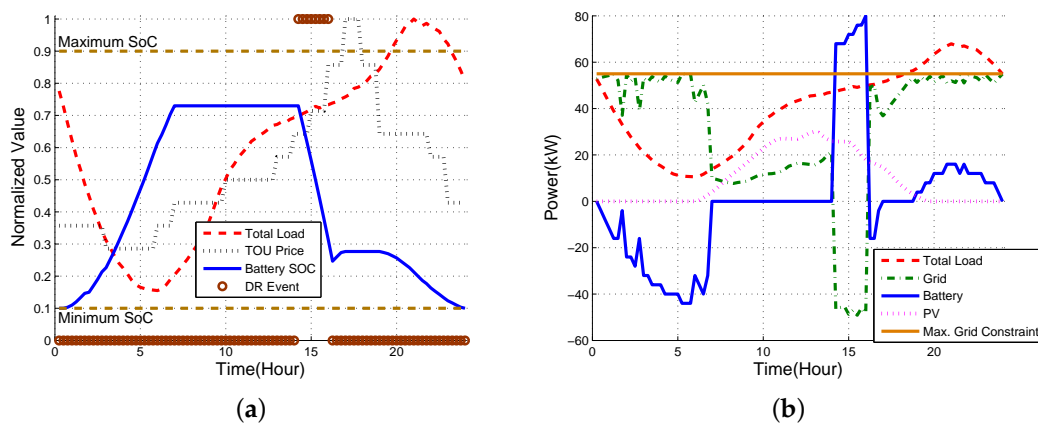 Normalized Value
1
0.9
0.8
0.7
0.6
0.5
0.4
0.3
0.2
0.1
0
Maximum SoC
Minimum SoC
Total Load
TOU Price
Battery SOC
DR Event
0 5 10 15 20
Time(Hour)
(a)
Power(kW)
80
60
40
20
0
−20
−40
−60
Total Load
Grid
Battery
PV
Max. Grid Constraint
0 5 10 15 20
Time(Hour)
(b)